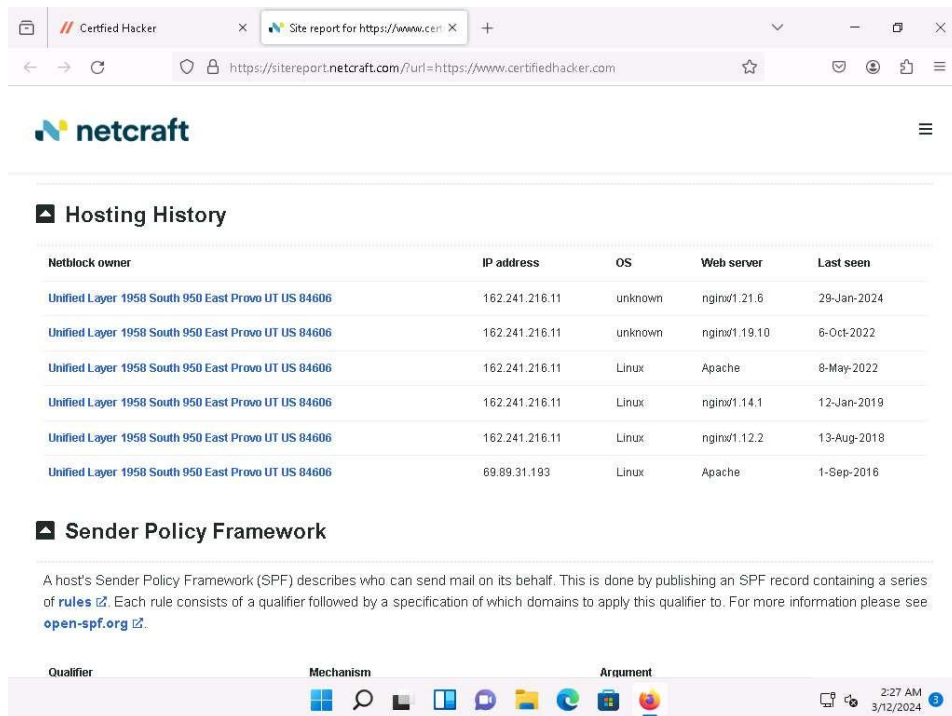 Certfied Hacker
Site report for https://www.cert
https://sitereport.netcraft.com/?url=https://www.certifiedhacker.com
netcraft
Hosting History
Netblock owner IP address OS Web server Last seen
Unified Layer 1958 South 950 East Provo UT US 84606 162.241.216.11 unknown nginx/1.21.6 29-Jan-2024
Unified Layer 1958 South 950 East Provo UT US 84606 162.241.216.11 unknown nginx/1.19.10 6-Oct-2022
Unified Layer 1958 South 950 East Provo UT US 84606 162.241.216.11 Linux Apache 8-May-2022
Unified Layer 1958 South 950 East Provo UT US 84606 162.241.216.11 Linux nginx/1.14.1 12-Jan-2019
Unified Layer 1958 South 950 East Provo UT US 84606 162.241.216.11 Linux nginx/1.12.2 13-Aug-2018
Unified Layer 1958 South 950 East Provo UT US 84606 69.89.31.193 Linux Apache 1-Sep-2016
Sender Policy Framework
A host's Sender Policy Framework (SPF) describes who can send mail on its behalf. This is done by publishing an SPF record containing a series
of rules. Each rule consists of a qualifier followed by a specification of which domains to apply this qualifier to. For more information please see
open-spf.org.
Qualifier Mechanism Argument
2:27 AM
3/12/2024
3